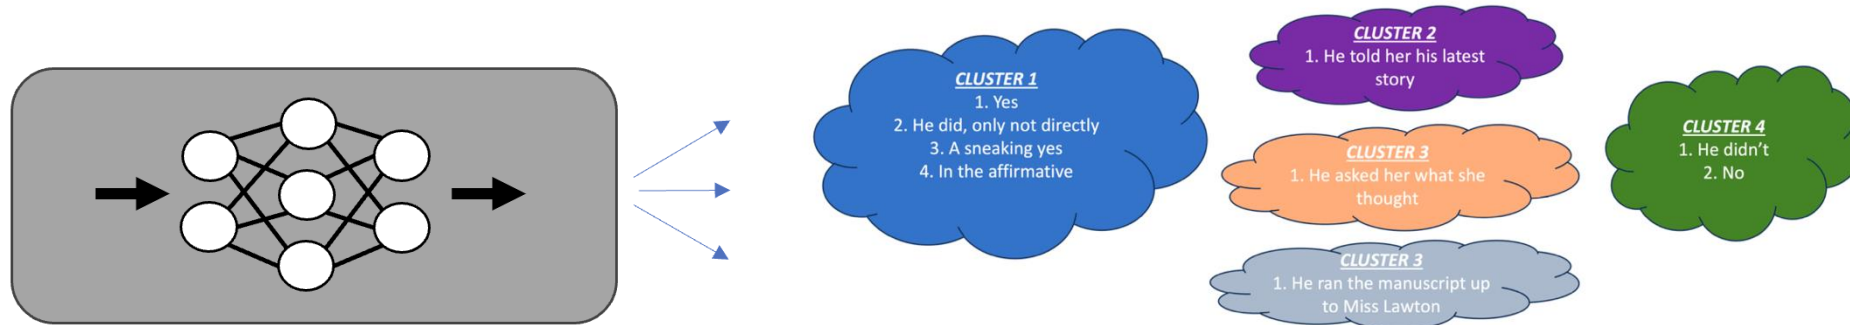 CLUSTER 1
1. Yes
2. He did, only not directly
3. A sneaking yes
4. In the affirmative
CLUSTER 2
1. He told her his latest
story
CLUSTER 3
1. He asked her what she
thought
CLUSTER 3
1. He ran the manuscript up
to Miss Lawton
CLUSTER 4
1. He didn't
2. No